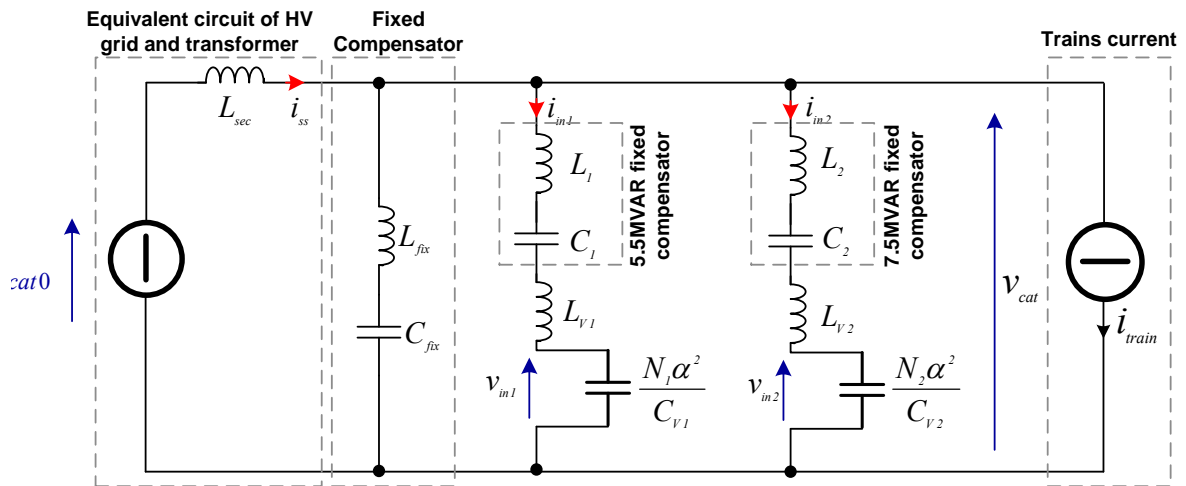 Equivalent circuit of HV
grid and transformer
Fixed
Compensator
Trains current
L_sec
i_ss
i_in1
i_in2
L_1
C_1
5.5MVAR fixed
compensator
L_2
C_2
7.5MVAR fixed
compensator
L_fix
C_fix
L_V1
L_V2
cat0
v_cat
i_train
v_in1
N_1α²
C_V1
v_in2
N_2α²
C_V2